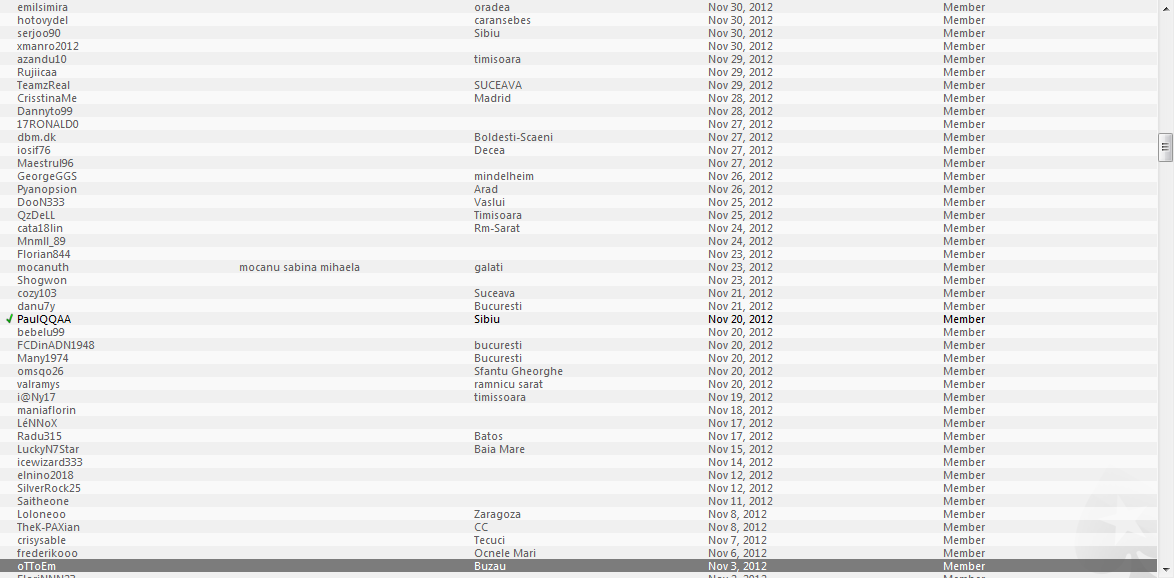 emilsimira oradea Nov 30, 2012 Member
hotovydel caransebes Nov 30, 2012 Member
serjoo90 Sibiu Nov 30, 2012 Member
xmanro2012 Nov 30, 2012 Member
azandu10 timisoara Nov 29, 2012 Member
Rujiicaa Nov 29, 2012 Member
TeamzReal SUCEAVA Nov 29, 2012 Member
CrisstinaMe Madrid Nov 28, 2012 Member
Dannyto99 Nov 28, 2012 Member
17RONALD0 Nov 27, 2012 Member
dbm.dk Boldesti-Scaeni Nov 27, 2012 Member
iosif76 Decea Nov 27, 2012 Member
Maestrul96 Nov 27, 2012 Member
GeorgeGGS mindelheim Nov 26, 2012 Member
Pyanopsion Arad Nov 26, 2012 Member
DooN333 Vaslui Nov 25, 2012 Member
QzDeLL Timisoara Nov 25, 2012 Member
cata18lin Rm-Sarat Nov 24, 2012 Member
Mnmll_89 Nov 24, 2012 Member
Florian844 Nov 23, 2012 Member
mocanuth mocanu sabina mihaela galati Nov 23, 2012 Member
Shogwon Nov 23, 2012 Member
cozy103 Suceava Nov 21, 2012 Member
danu7y Bucuresti Nov 21, 2012 Member
PaulQQAA Sibiu Nov 20, 2012 Member
bebelu99 Nov 20, 2012 Member
FCDinADN1948 bucuresti Nov 20, 2012 Member
Many1974 Bucuresti Nov 20, 2012 Member
omsqo26 Sfantu Gheorghe Nov 20, 2012 Member
valramys ramnicu sarat Nov 20, 2012 Member
i@Ny17 timissoara Nov 19, 2012 Member
maniaflorin Nov 18, 2012 Member
LéNNoX Nov 17, 2012 Member
Radu315 Batos Nov 17, 2012 Member
LuckyN7Star Baia Mare Nov 15, 2012 Member
icewizard333 Nov 14, 2012 Member
elnino2018 Nov 12, 2012 Member
SilverRock25 Nov 12, 2012 Member
Saitheone Nov 11, 2012 Member
Loloneoo Zaragoza Nov 8, 2012 Member
TheK-PAXian CC Nov 8, 2012 Member
crisysable Tecuci Nov 7, 2012 Member
frederikooo Ocnele Mari Nov 6, 2012 Member
oTToEm Buzau Nov 3, 2012 Member